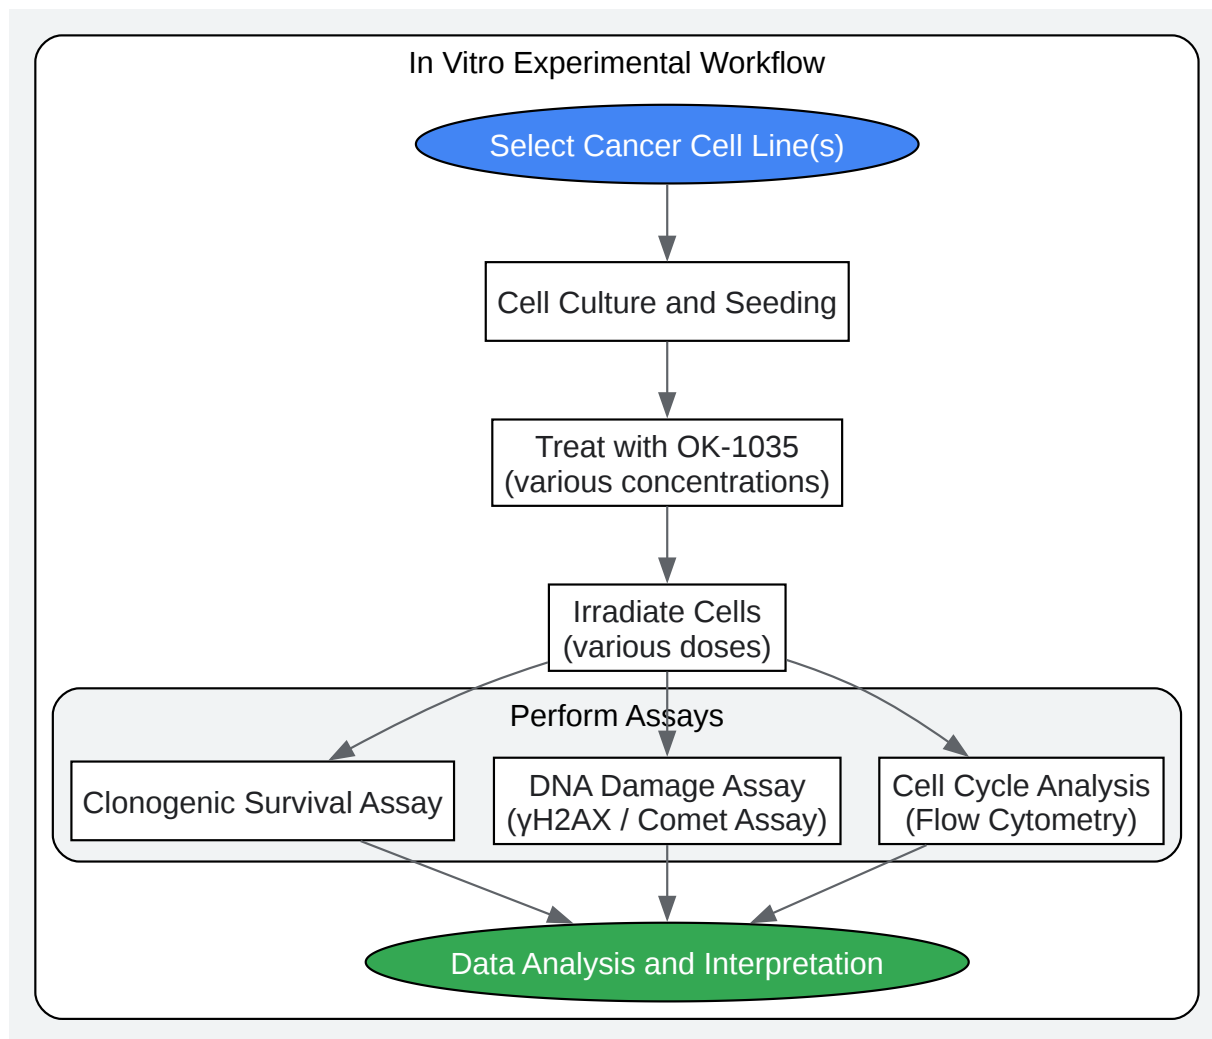 In Vitro Experimental Workflow
Select Cancer Cell Line(s)
Cell Culture and Seeding
Treat with OK-1035
(various concentrations)
Irradiate Cells
(various doses)
Perform Assays
Clonogenic Survival Assay
DNA Damage Assay
(γH2AX / Comet Assay)
Cell Cycle Analysis
(Flow Cytometry)
Data Analysis and Interpretation